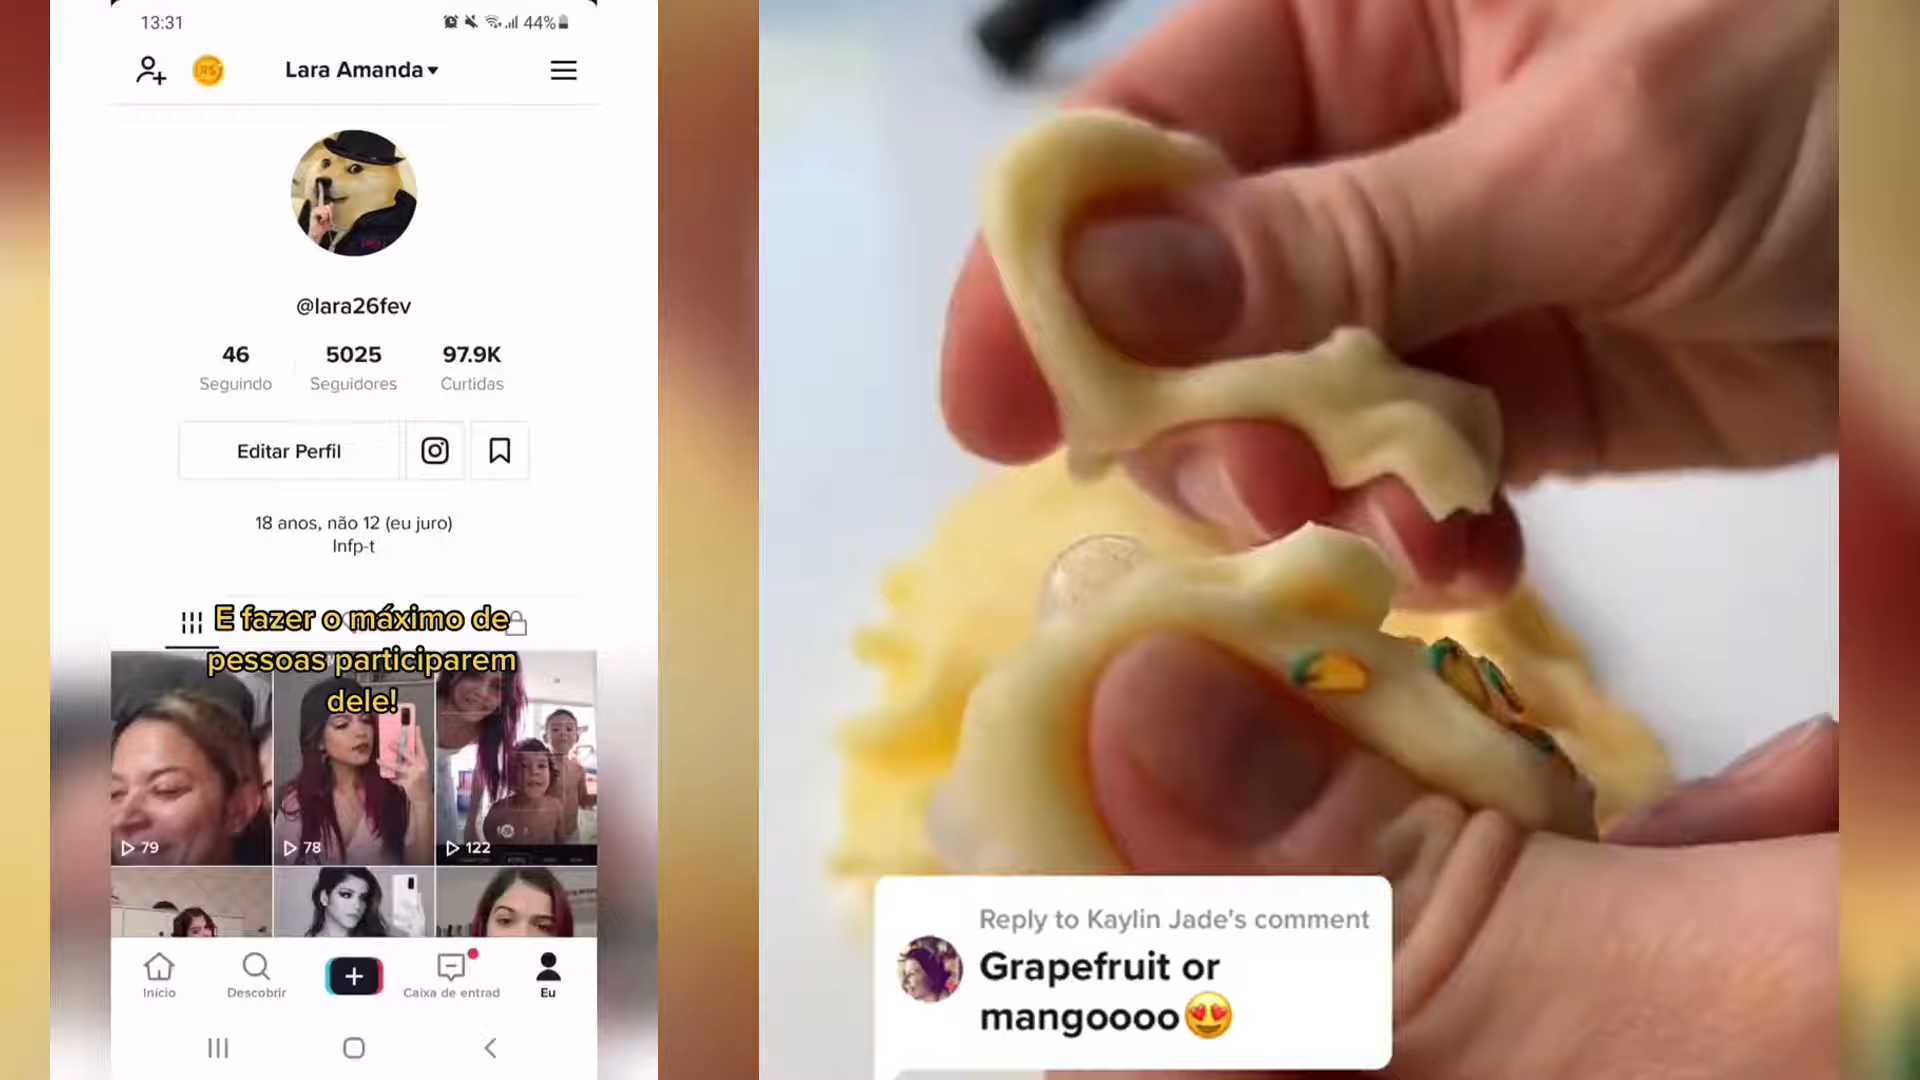 13:31
44%
Lara Amanda
@lara26fev
46
5025
97.9K
Seguindo
Seguidores
Curtidas
Editar Perfil
18 anos, não 12 (eu juro)
Infp-t
E fazer o máximo de
pessoas participarem
dele!
79
78
122
Início
Descobrir
Caixa de entrad
Eu
Reply to Kaylin Jade's comment
Grapefruit or
mangoooo😍